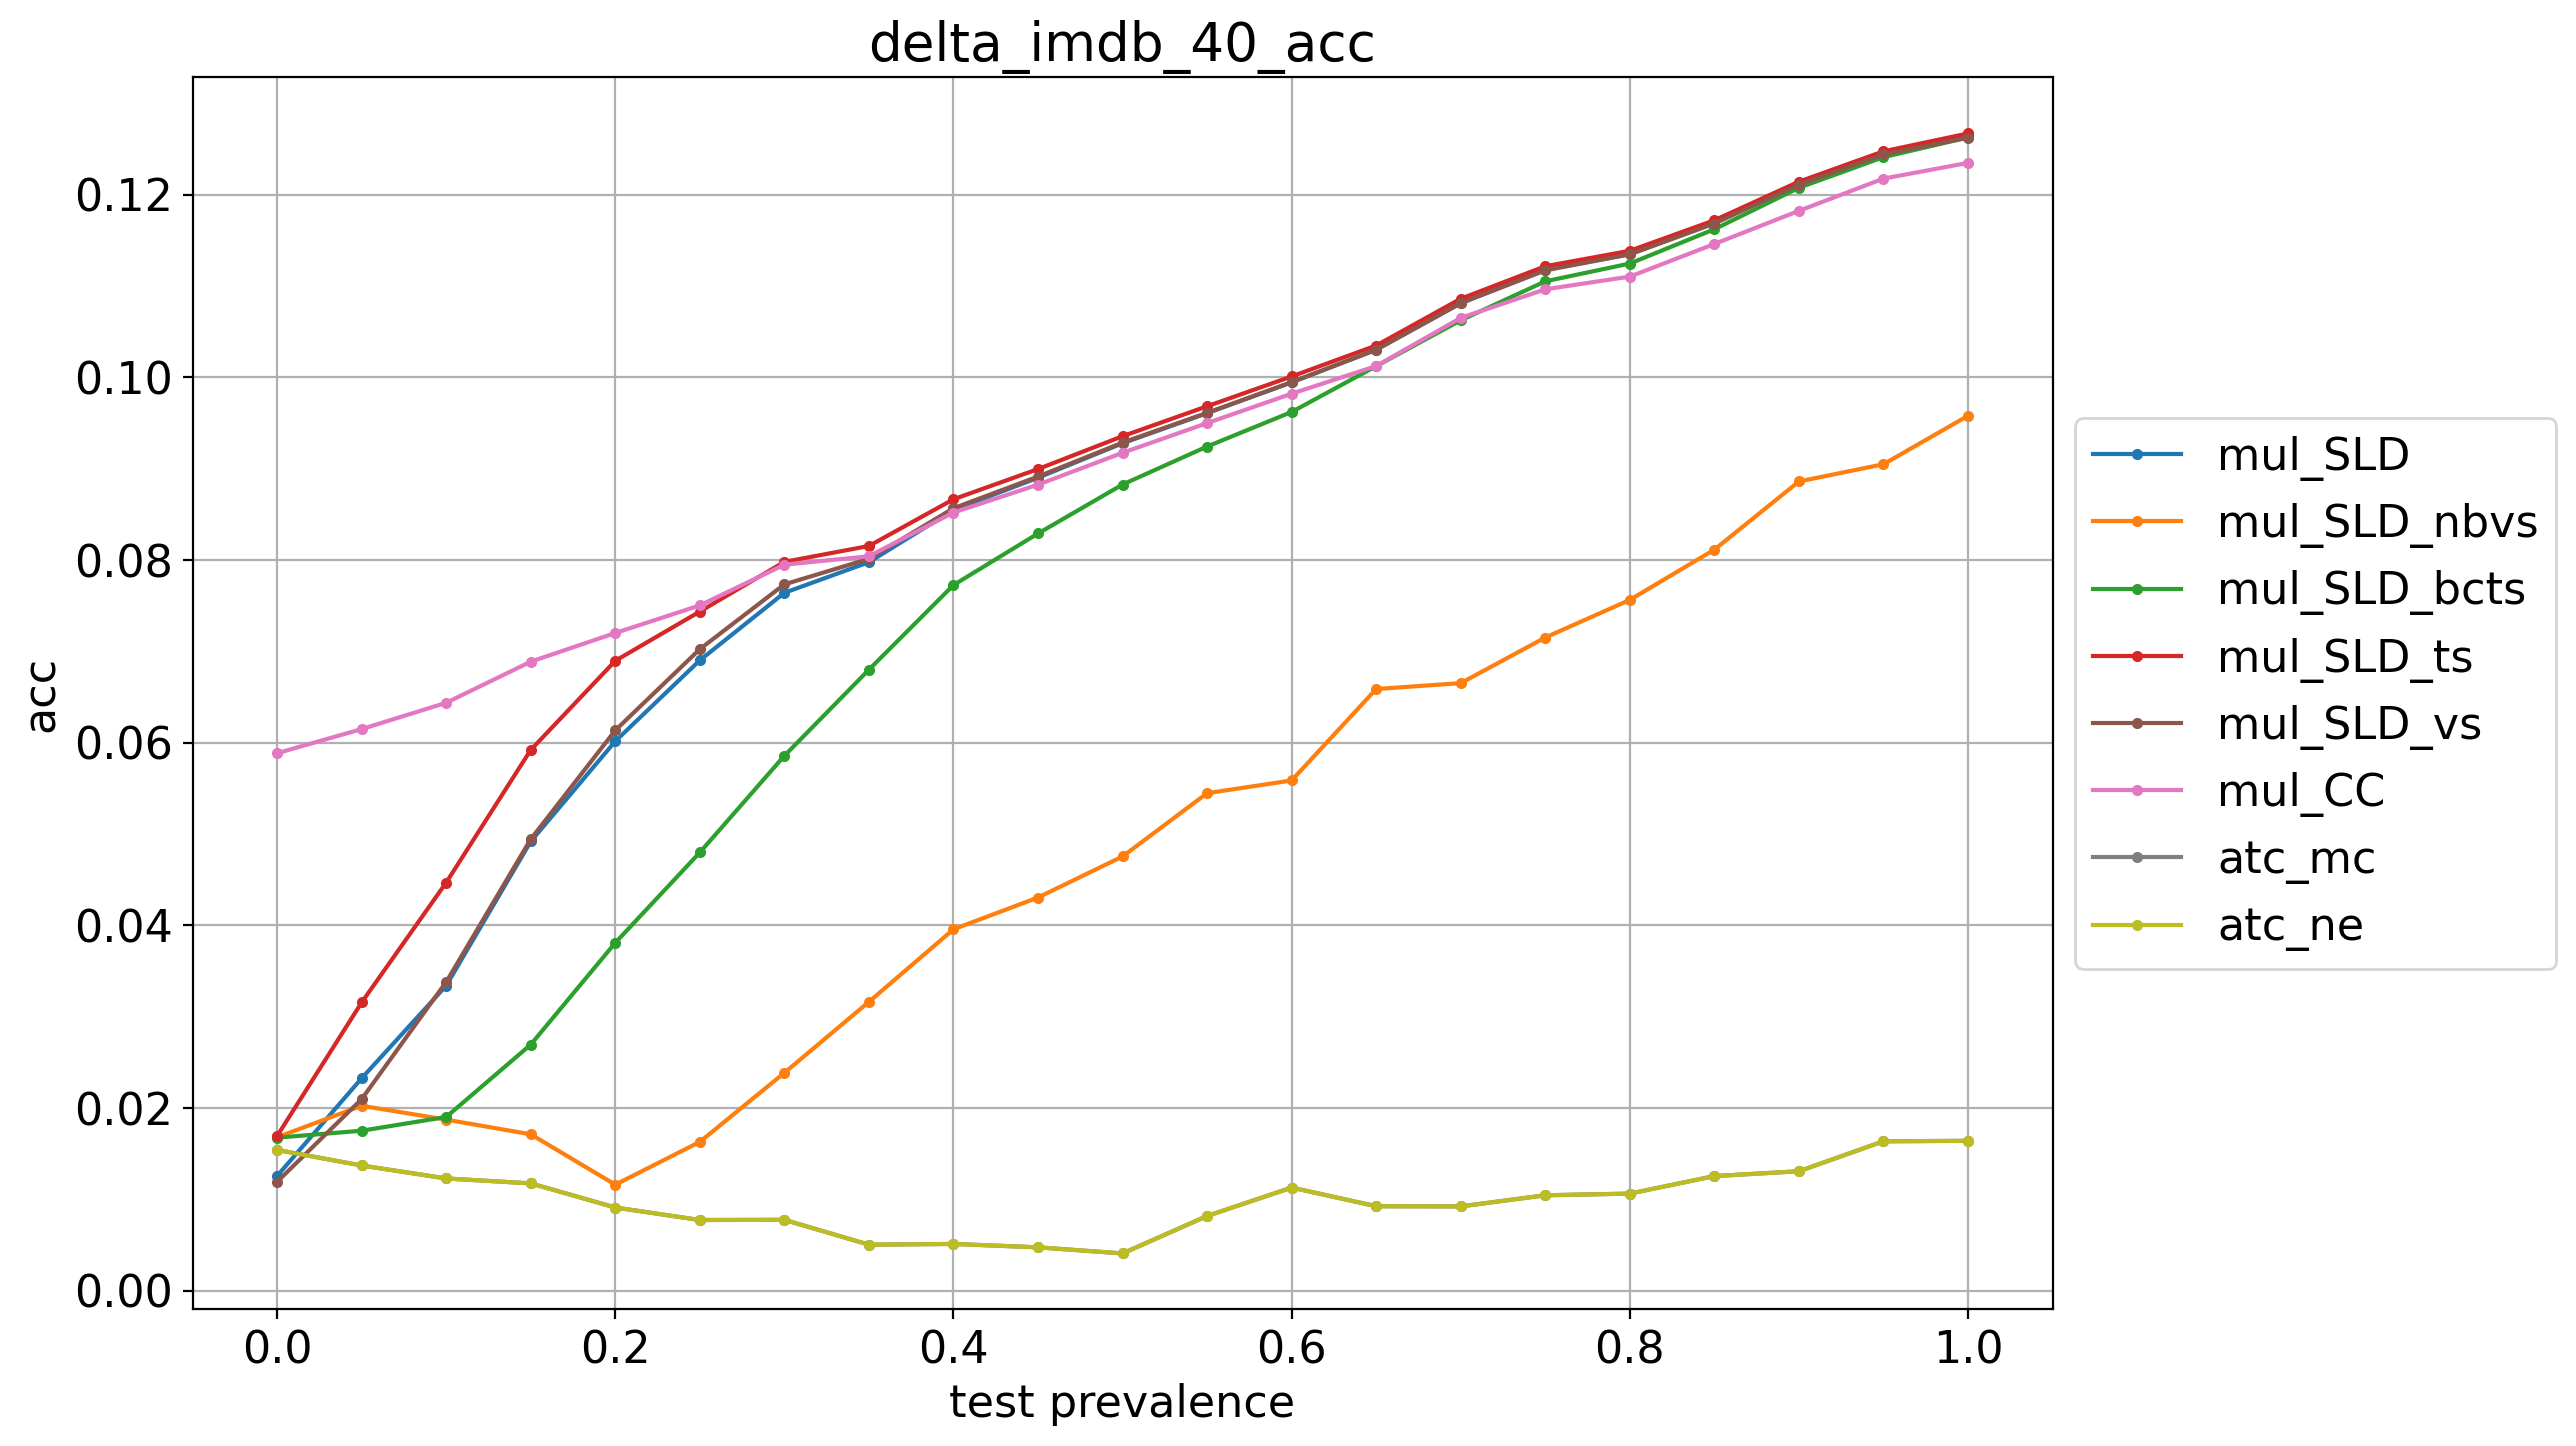 delta_imdb_40_acc
acc
0.12
0.10
0.08
0.06
0.04
0.02
0.00
0.0 0.2 0.4 0.6 0.8 1.0
test prevalence
mul_SLD
mul_SLD_nbvs
mul_SLD_bcts
mul_SLD_ts
mul_SLD_vs
mul_CC
atc_mc
atc_ne